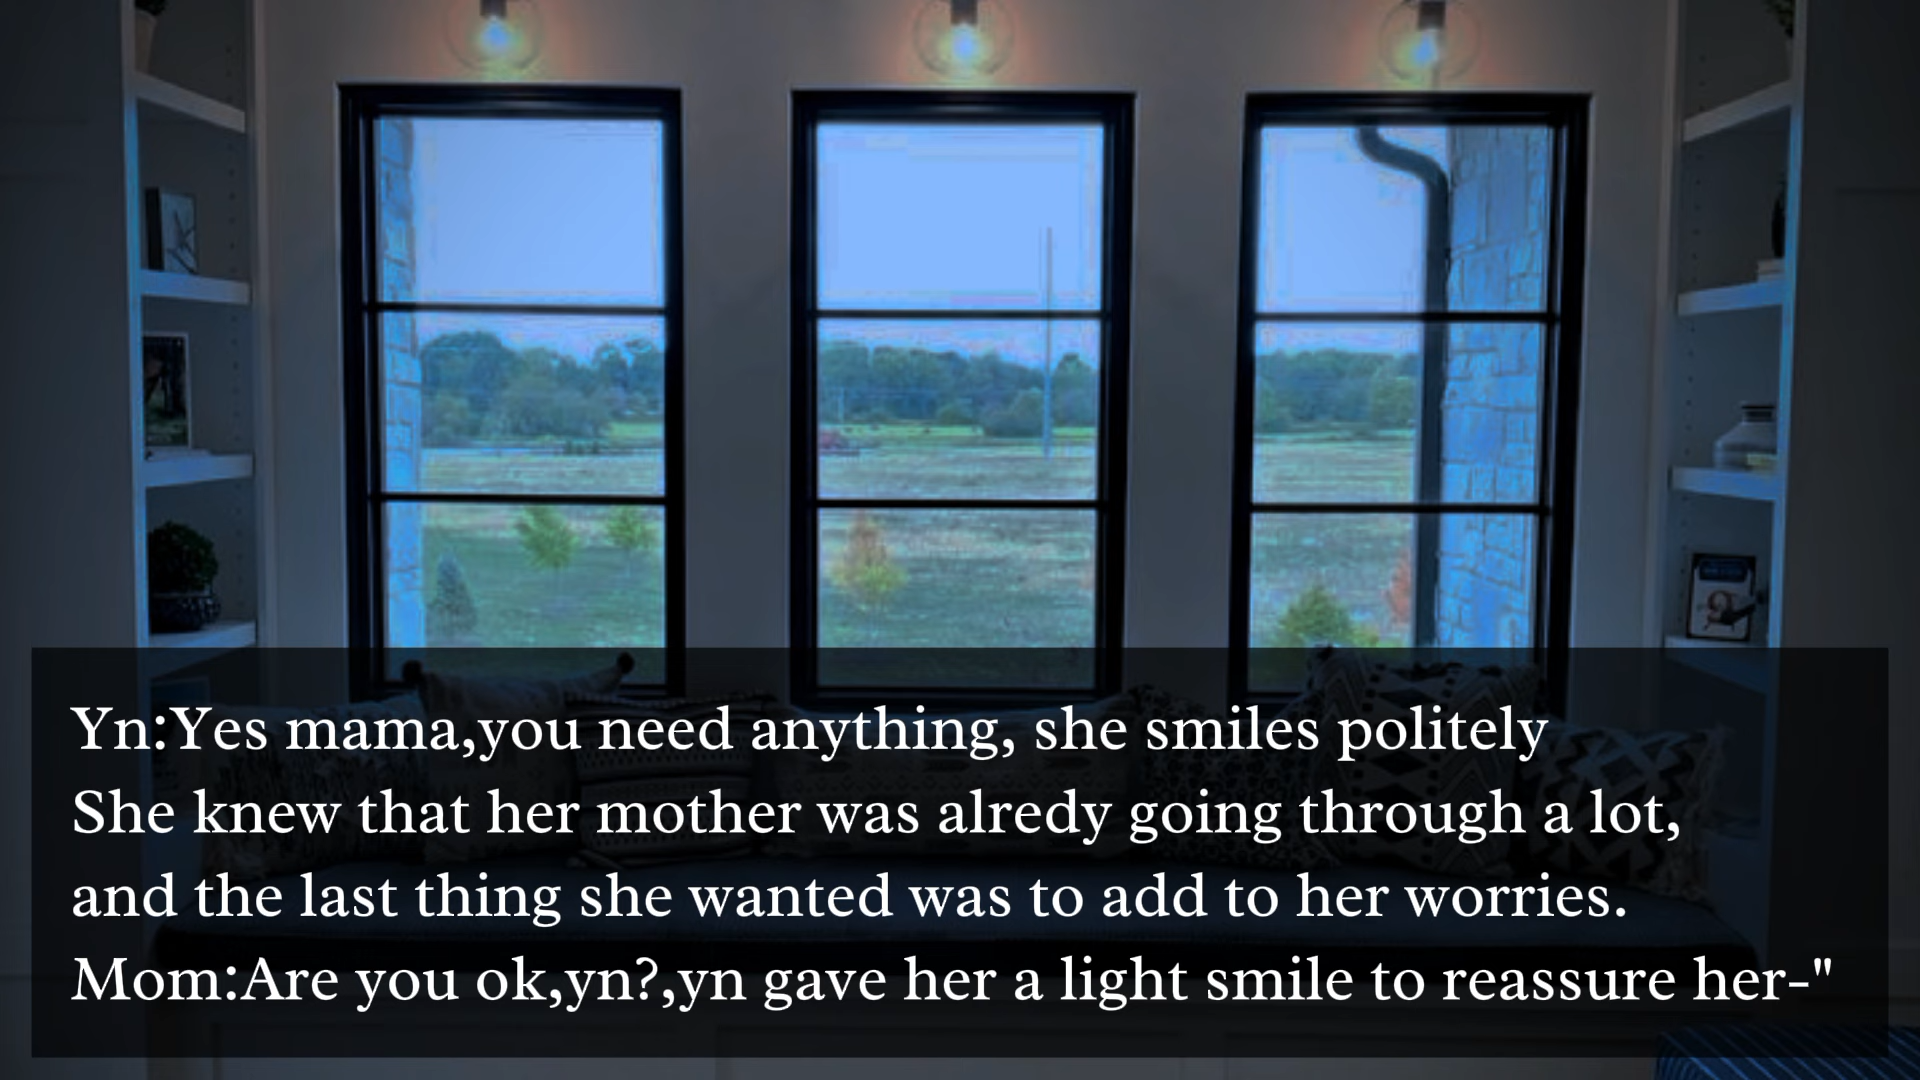 Yn:Yes mama,you need anything, she smiles politely
She knew that her mother was alredy going through a lot,
and the last thing she wanted was to add to her worries.
Mom:Are you ok,yn?,yn gave her a light smile to reassure her-"